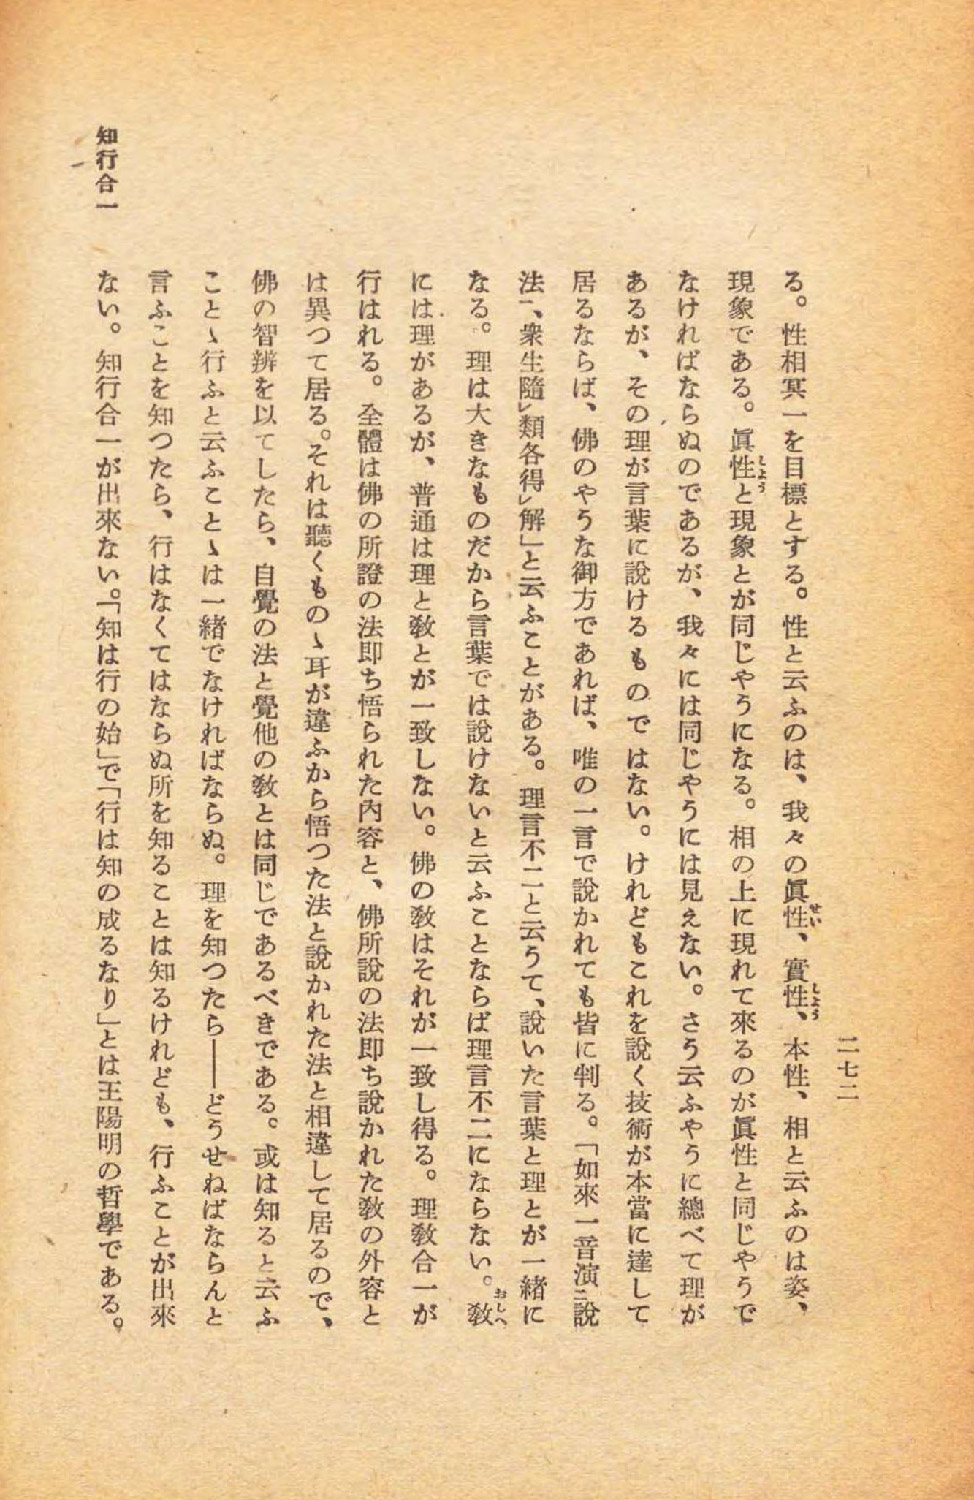 二七二
る。性相冥一を目標とする。性と云ふのは、我々の眞性、實性、本性、相と云ふのは姿、
せい
しよう
現象である。眞性と現象とが同じやうになる。相の上に現れて來るのが眞性と同じやうで
しよう
なければならぬのであるが、我々には同じやうには見えない。さう云ふやうに總べて理が
あるが、その理が言葉に說けるものではない。けれどもこれを說く技術が本當に達して
居るならば、佛のやうな御方であれば、唯の一言で說かれても皆に判る。「如來一音演二說
法一、衆生隨レ類各得レ解」と云ふことがある。理言不二と云うて、說いた言葉と理とが一緖に
なる。理は大きなものだから言葉では說けないと云ふことならば理言不二にならない。敎
おしへ
には理があるが、普通は理と敎とが一致しない。佛の敎はそれが一致し得る。理敎合一が
行はれる。全體は佛の所證の法即ち悟られた內容と、佛所說の法即ち說かれた敎の外容と
は異つて居る。それは聽くものゝ耳が違ふから悟つた法と說かれた法と相違して居るので、
佛の智辨を以てしたら、自覺の法と覺他の敎とは同じであるべきである。或は知ると云ふ
ことゝ行ふと云ふことゝは一緖でなければならぬ。理を知つたら――どうせねばならんと
言ふことを知つたら、行はなくてはならぬ所を知ることは知るけれども、行ふことが出來
ない。知行合一が出來ない。「知は行の始」で「行は知の成るなり」とは王陽明の哲學である。
知行合一